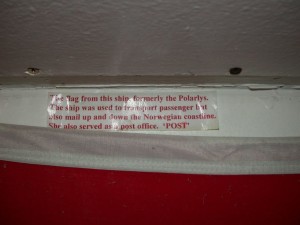 The flag from this ship, formerly the Polarlys.
The ship was used to transport passenger but
also mail up and down the Norwegian coastline.
She also served as a post office. 'POST'